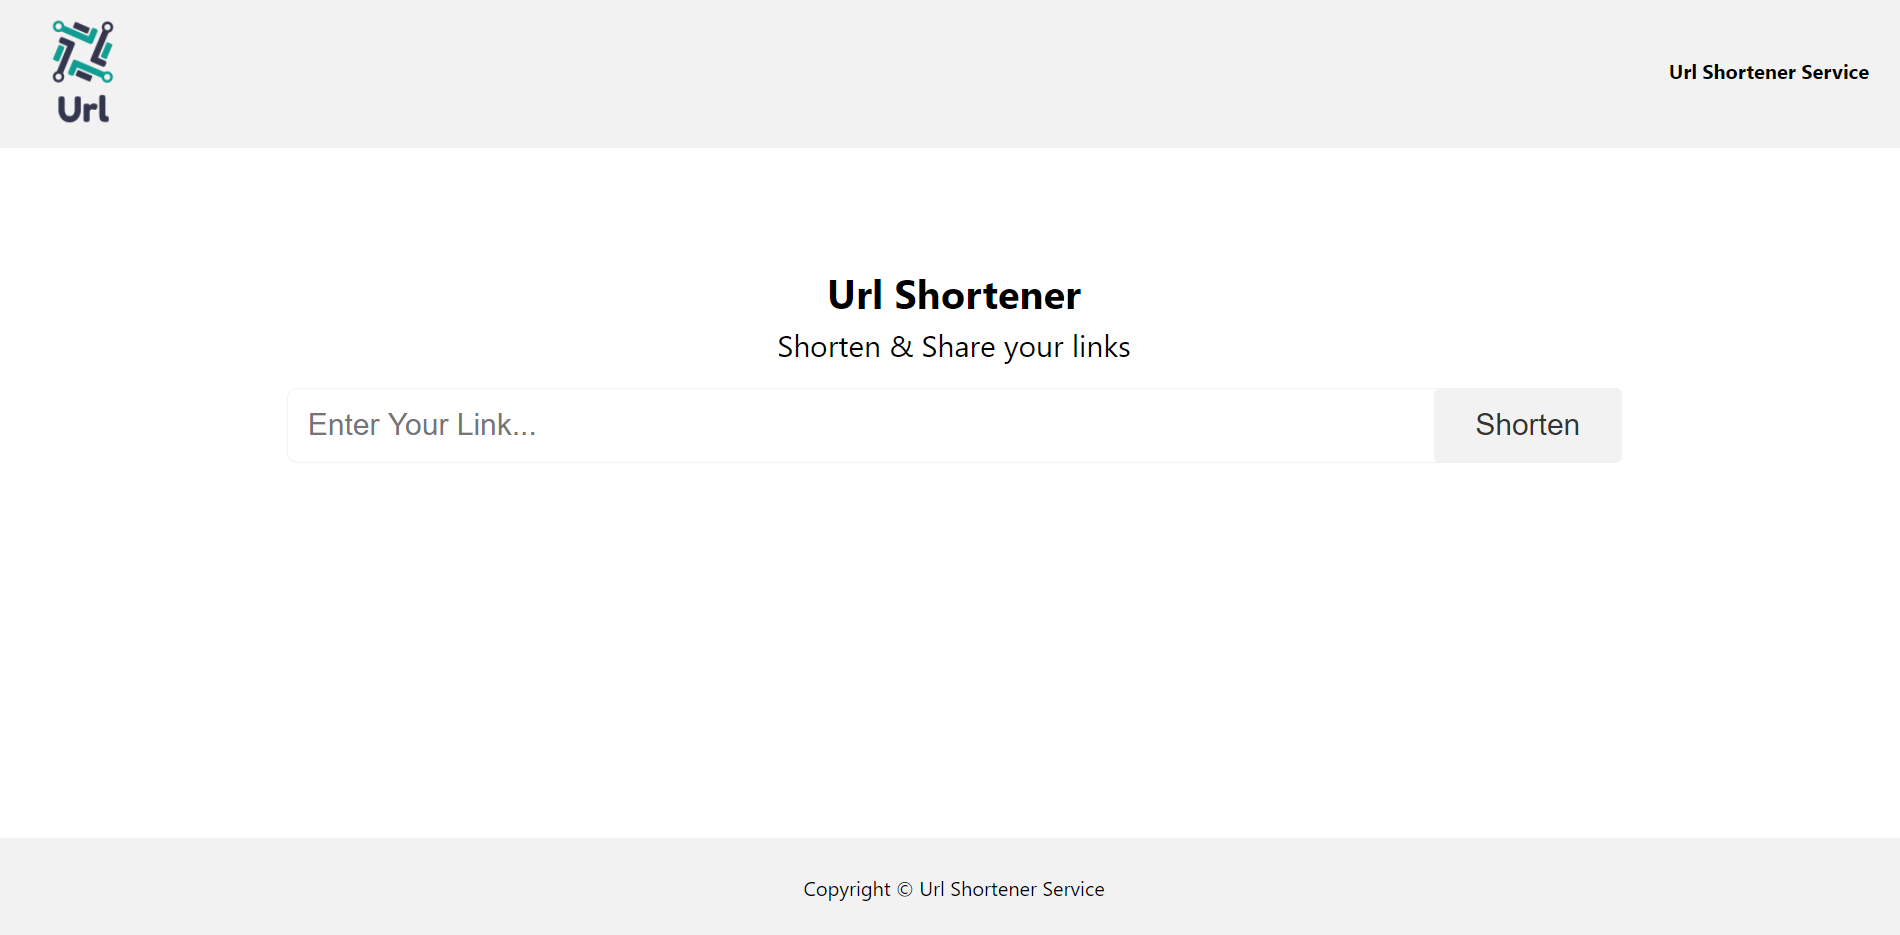 Url
Url Shortener Service
Url Shortener
Shorten & Share your links
Enter Your Link...
Shorten
Copyright © Url Shortener Service